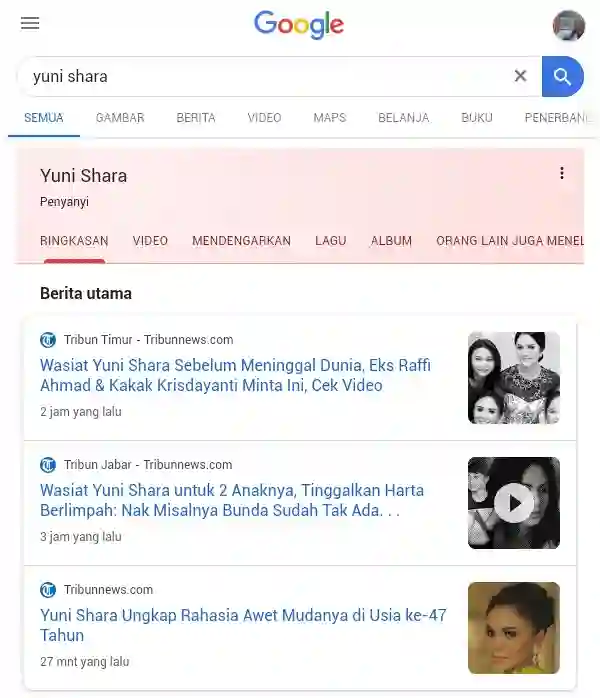 Google
yuni shara
SEMUA GAMBAR BERITA VIDEO MAPS BELANJA BUKU PENERBAN
Yuni Shara
Penyanyi
RINGKASAN VIDEO MENDENGARKAN LAGU ALBUM ORANG LAIN JUGA MENEL
Berita utama
Tribun Timur - Tribunnews.com
Wasiat Yuni Shara Sebelum Meninggal Dunia, Eks Raffi
Ahmad & Kakak Krisdayanti Minta Ini, Cek Video
2 jam yang lalu
Tribun Jabar - Tribunnews.com
Wasiat Yuni Shara untuk 2 Anaknya, Tinggalkan Harta
Berlimpah: Nak Misalnya Bunda Sudah Tak Ada. . .
3 jam yang lalu
Tribunnews.com
Yuni Shara Ungkap Rahasia Awet Mudanya di Usia ke-47
Tahun
27 mnt yang lalu